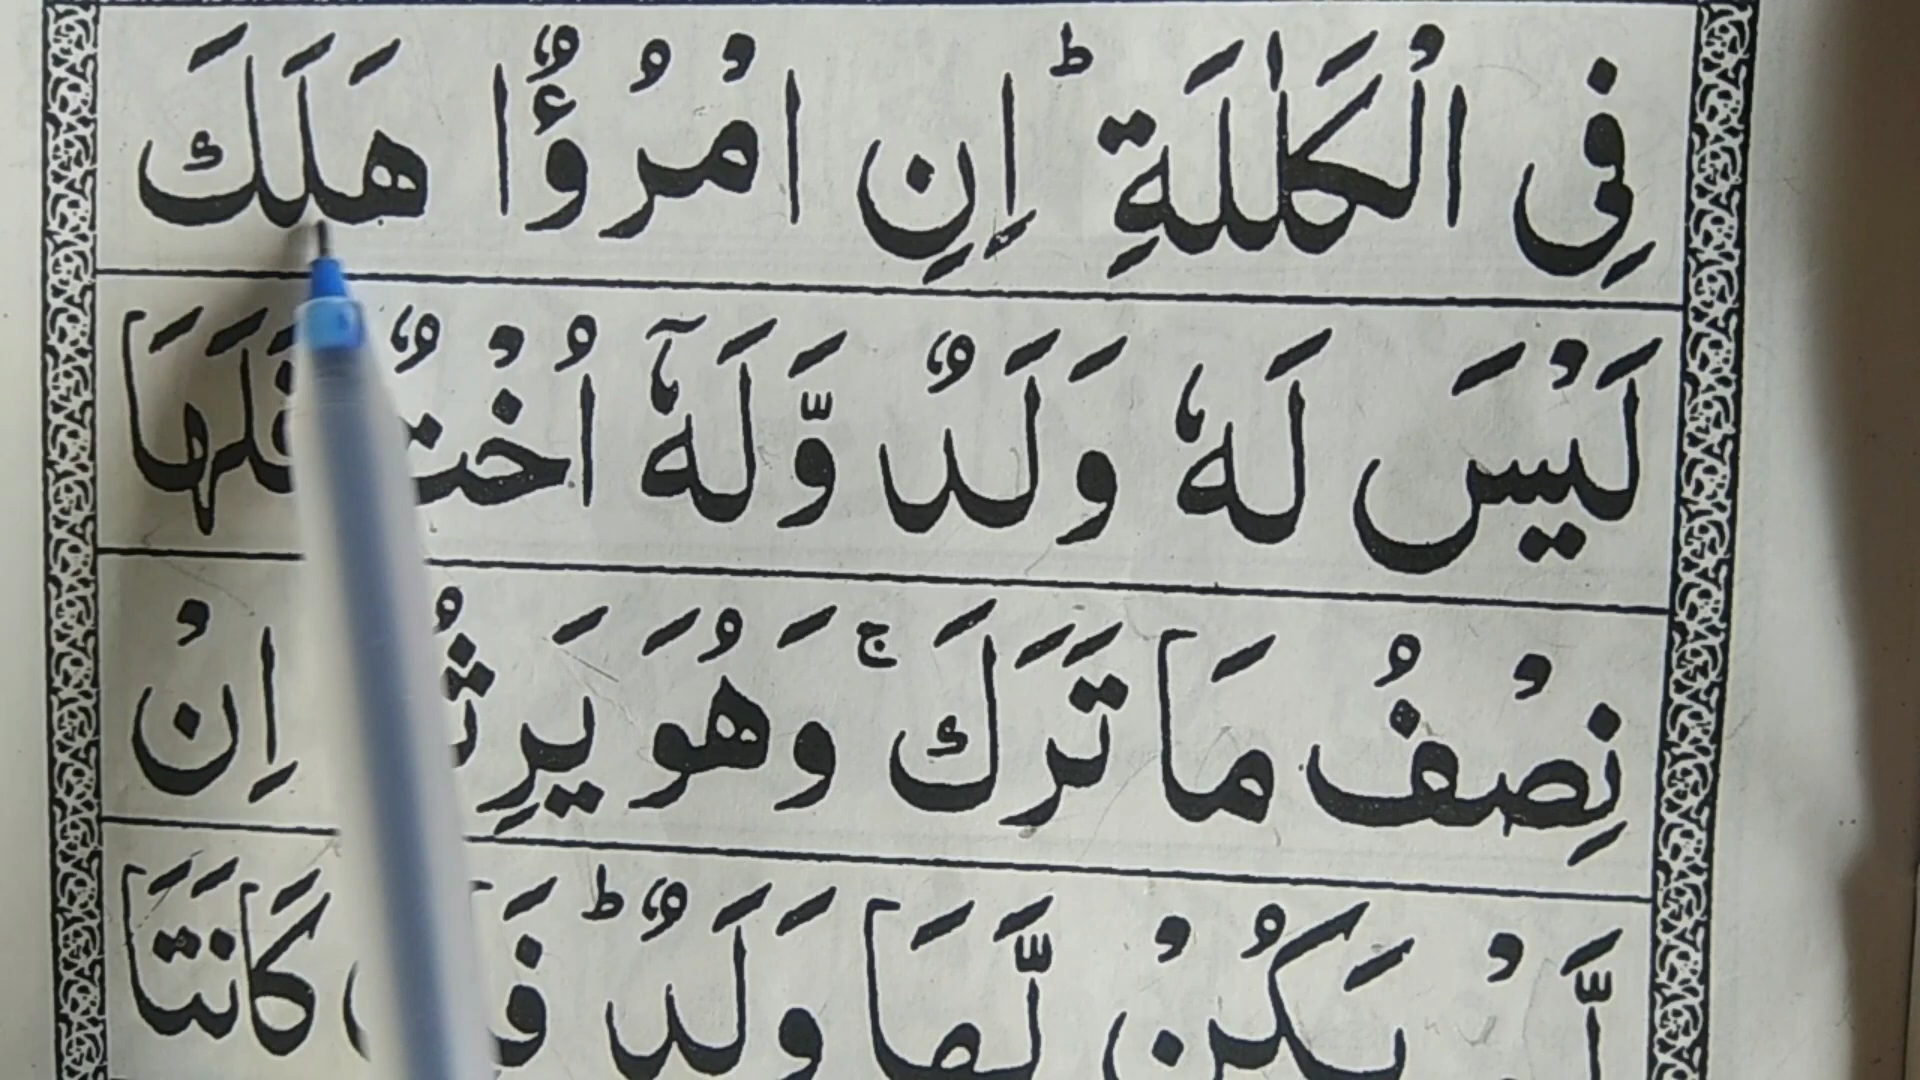 فِى الْكَلٰلَةِ ؕ اِنِ امْرُؤٌا هَلَكَ
لَيْسَ لَهٗ وَلَدٌ وَّلَهٗۤ اُخْتٌ فَلَهَا
نِصْفُ مَا تَرَكَ ۚ وَهُوَ يَرِثُ اِنْ
لَّمْ يَكُنْ لَّهَا وَلَدٌ ؕ كَانَتَا